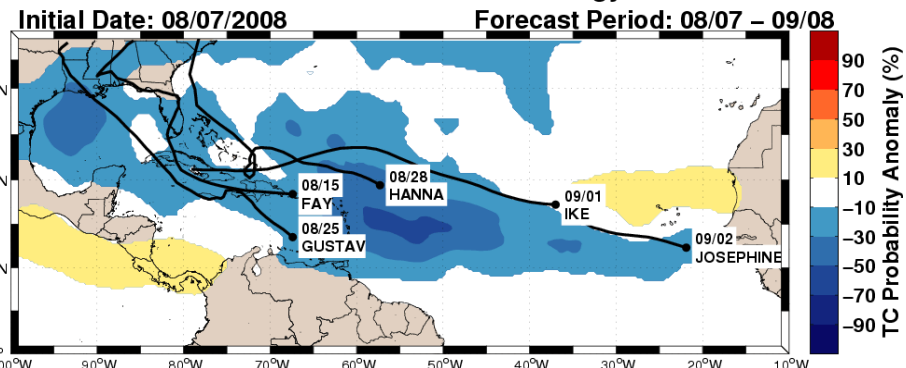 gy
Initial Date: 08/07/2008 Forecast Period: 08/07 – 09/08
08/15
FAY
08/25
GUSTAV
08/28
HANNA
09/01
IKE
09/02
JOSEPHINE
90
70
50
30
10
−10
−30
−50
−70
−90
TC Probability Anomaly (%)
90°W 80°W 70°W 60°W 50°W 40°W 30°W 20°W 10°W